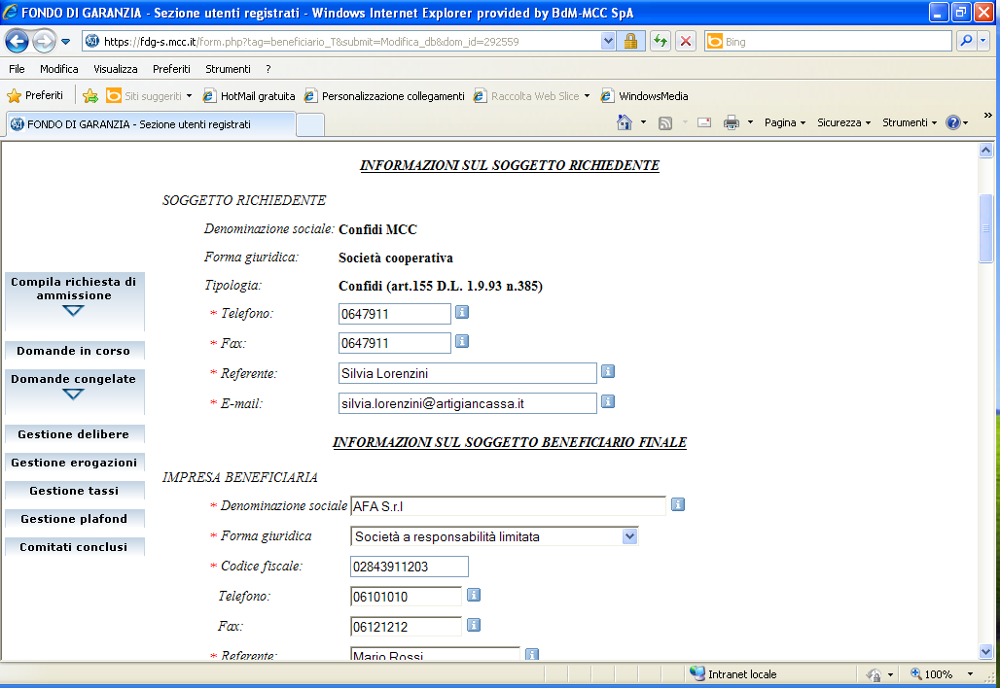 FONDO DI GARANZIA - Sezione utenti registrati - Windows Internet Explorer provided by BdM-MCC SpA
https://fdg-s.mcc.it/form.php?tag=beneficiario_T&submit=Modifica_db&dom_id=292559
Bing
File Modifica Visualizza Preferiti Strumenti ?
Preferiti Siti suggeriti HotMail gratuita Personalizzazione collegamenti Raccolta Web Slice WindowsMedia
FONDO DI GARANZIA - Sezione utenti registrati
Pagina Sicurezza Strumenti »
INFORMAZIONI SUL SOGGETTO RICHIEDENTE
SOGGETTO RICHIEDENTE
Denominazione sociale: Confidi MCC
Forma giuridica: Società cooperativa
Tipologia: Confidi (art.155 D.L. 1.9.93 n.385)
* Telefono: 0647911
* Fax: 0647911
* Referente: Silvia Lorenzini
* E-mail: silvia.lorenzini@artigiancassa.it
INFORMAZIONI SUL SOGGETTO BENEFICIARIO FINALE
IMPRESA BENEFICIARIA
* Denominazione sociale AFA S.r.l
* Forma giuridica Società a responsabilità limitata
* Codice fiscale: 02843911203
Telefono: 06101010
Fax: 06121212
* Referente: Mario Rossi
Compila richiesta di
ammissione
Domande in corso
Domande congelate
Gestione delibere
Gestione erogazioni
Gestione tassi
Gestione plafond
Comitati conclusi
Intranet locale 100%